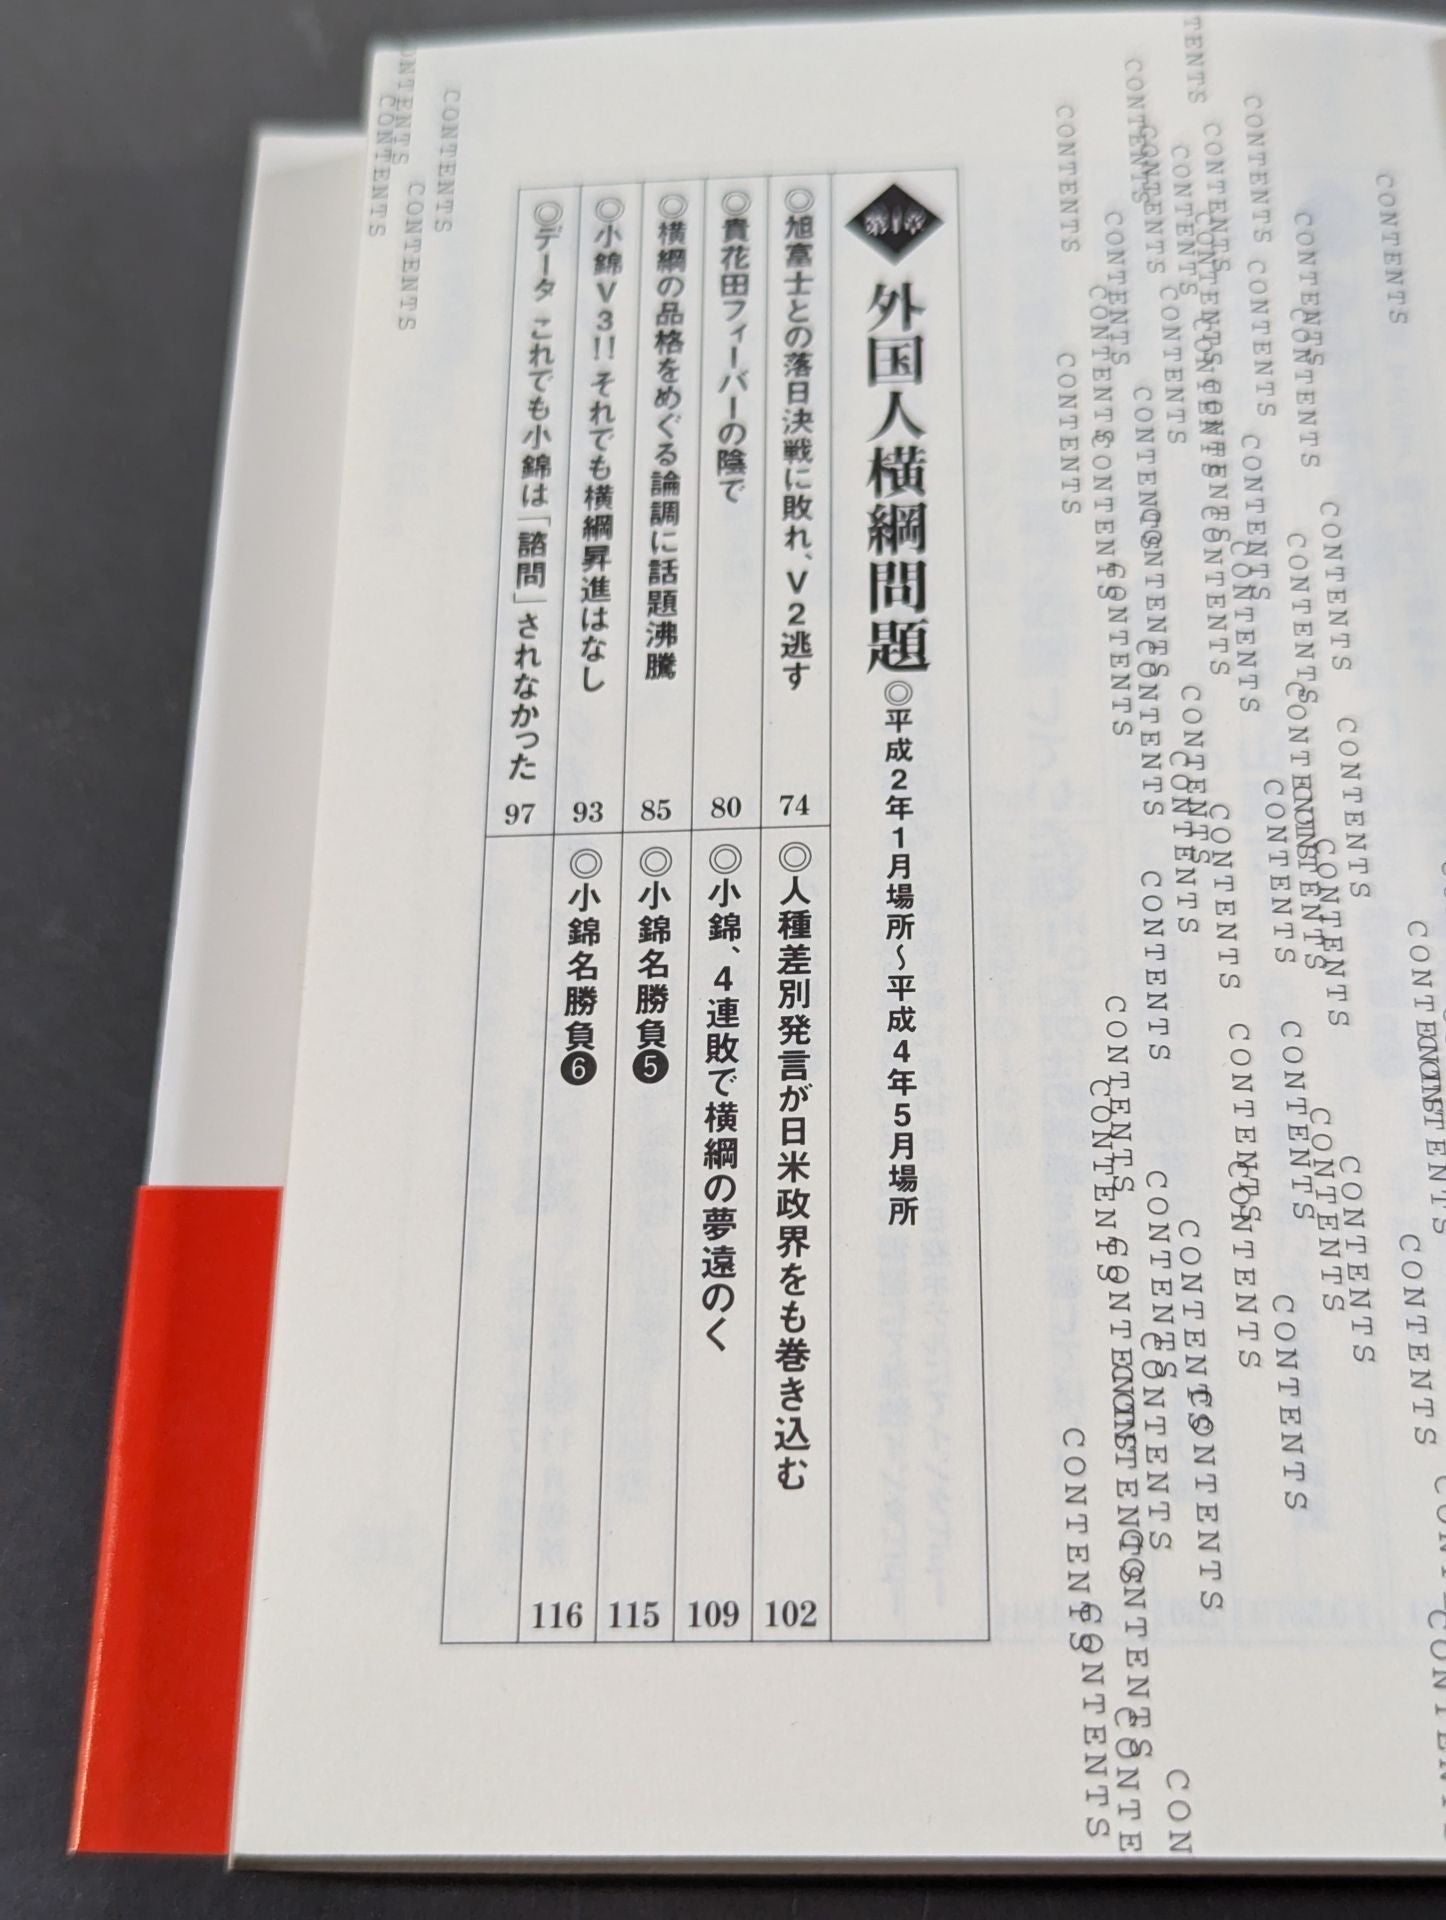 第4章
外国人横綱問題
◎平成2年1月場所〜平成4年5月場所
◎旭富士との落日決戦に敗れ、V2逃す 74
◎貴花田フィーバーの陰で 80
◎横綱の品格をめぐる論調に話題沸騰 85
◎小錦V3!! それでも横綱昇進はなし 93
◎データ これでも小錦は「諮問」されなかった 97
◎人種差別発言が日米政界をも巻き込む 102
◎小錦、4連敗で横綱の夢遠のく 109
◎小錦名勝負❺ 115
◎小錦名勝負❻ 116
CONTENTS
CONTENTS
CONTENTS
CONTENTS
CONTENTS
CONTENTS
CONTENTS
CONTENTS
CONTENTS
CONTENTS
CONTENTS
CONTENTS